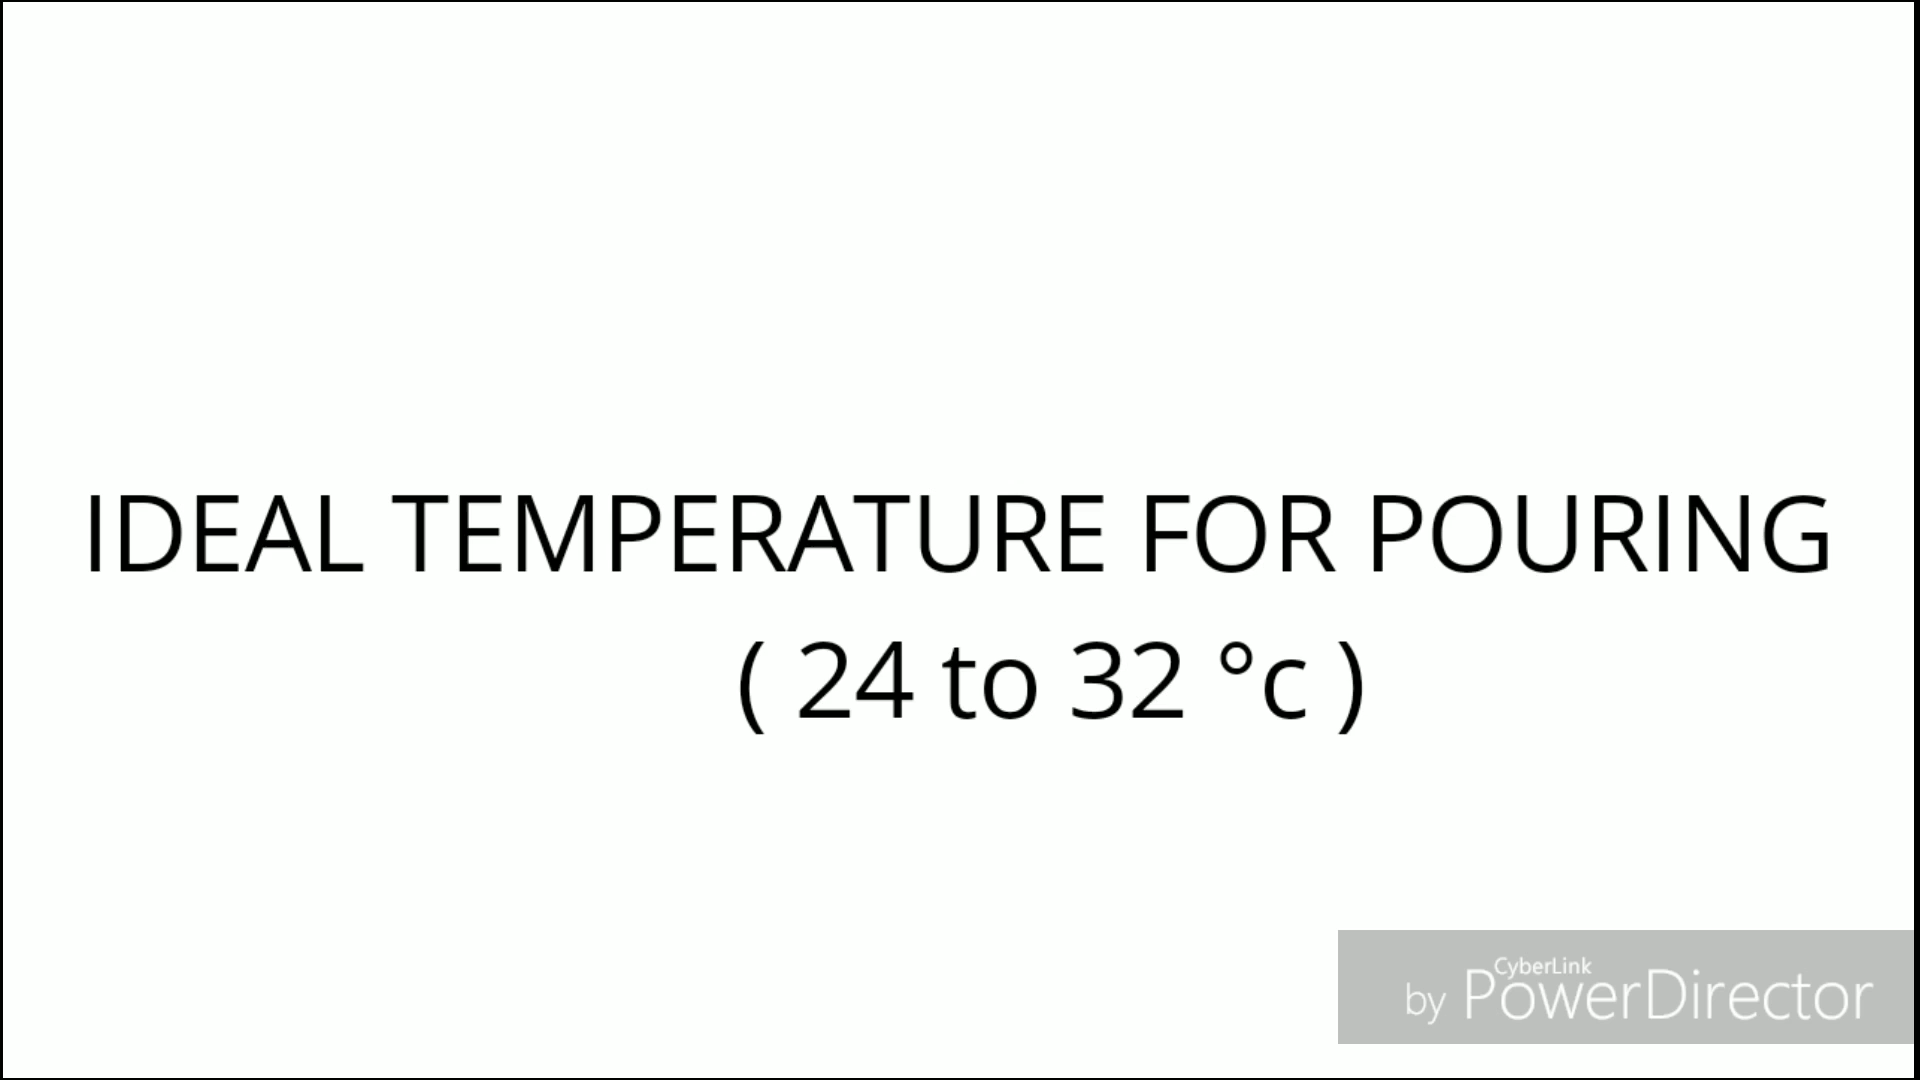 IDEAL TEMPERATURE FOR POURING
( 24 to 32 °c )
CyberLink
by PowerDirector